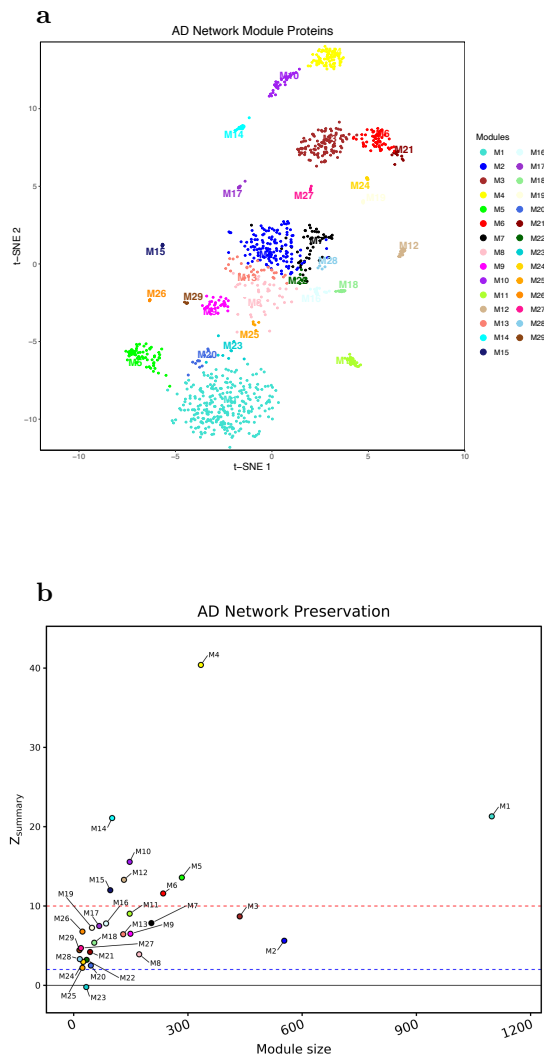 a
AD Network Module Proteins
t−SNE 2
10
5
0
−5
−10
−10
−5
0
5
10
t−SNE 1
M10
M6
M21
M14
M24
M17
M27
M12
M15
M28
M13
M18
M26
M29
M25
M23
M20
Modules
M1
M2
M3
M4
M5
M6
M7
M8
M9
M10
M11
M12
M13
M14
M15
M16
M17
M18
M19
M20
M21
M22
M23
M24
M25
M26
M27
M28
M29
b
AD Network Preservation
Zsummary
40
30
20
10
0
M4
M14
M1
M10
M12
M5
M15
M6
M19
M16
M11
M7
M3
M17
M26
M13
M9
M18
M29
M27
M2
M28
M21
M8
M24
M20
M22
M25
M23
0
300
600
900
1200
Module size